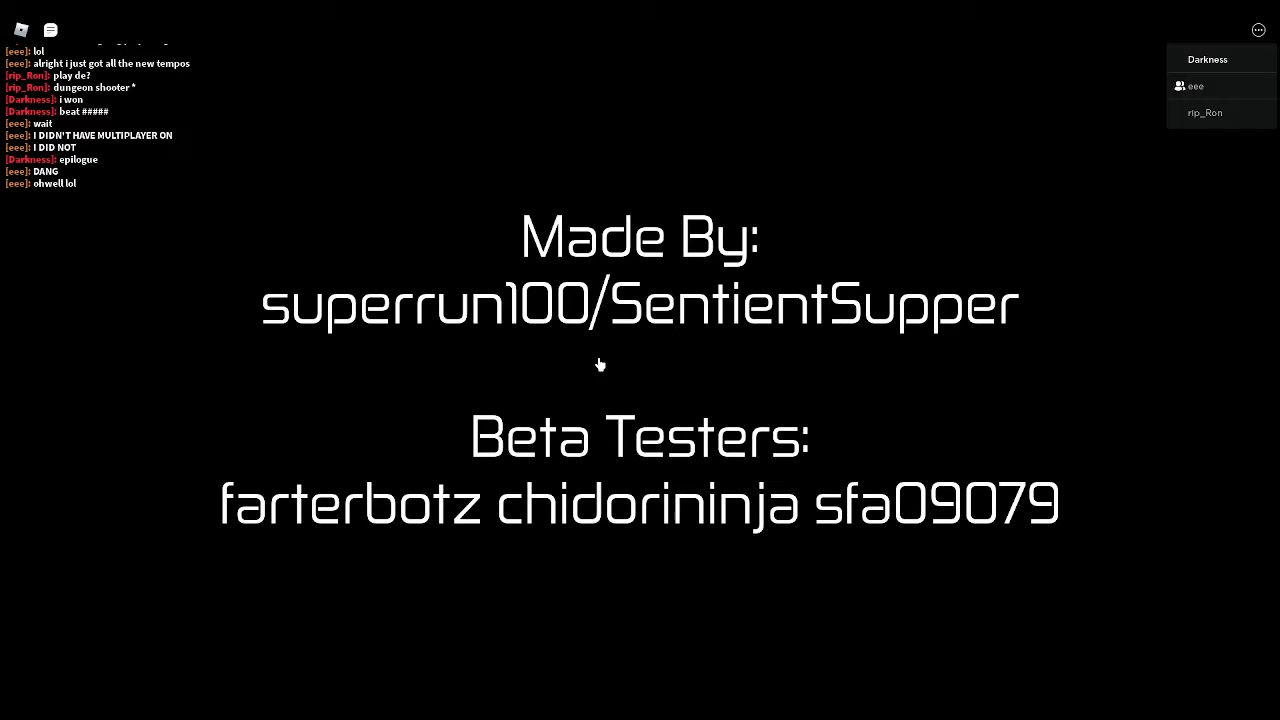 [eee]: lol
[eee]: alright i just got all the new tempos
[rip_Ron]: play de?
[rip_Ron]: dungeon shooter *
[Darkness]: i won
[Darkness]: beat #####
[eee]: wait
[eee]: I DIDN'T HAVE MULTIPLAYER ON
[eee]: I DID NOT
[Darkness]: epilogue
[eee]: DANG
[eee]: ohwell lol
Darkness
eee
rip_Ron
Made By:
superrun100/SentientSupper
Beta Testers:
farterbotz chidorininja sfa09079